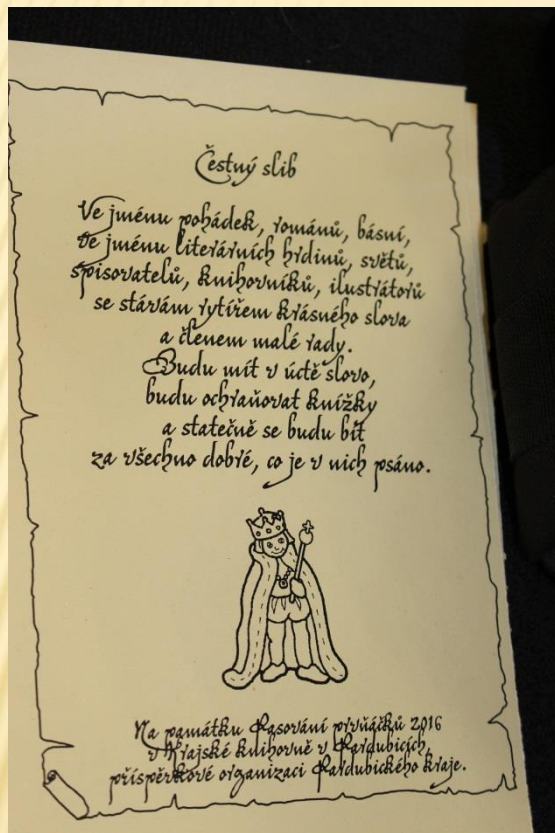 Čestný slib
Ve jménu pohádek, románů, básní,
ve jménu literárních hrdinů, světů,
spisovatelů, knihovníků, ilustrátorů
se stávám rytířem krásného slova
a členem malé rady.
Budu mít v úctě slovo,
budu ochraňovat knížky
a statečně se budu bít
za všechno dobré, co je v nich psáno.
Na památku Pasování prvňáčků 2016
v Krajské knihovně v Pardubicích,
příspěvkové organizaci Pardubického kraje.